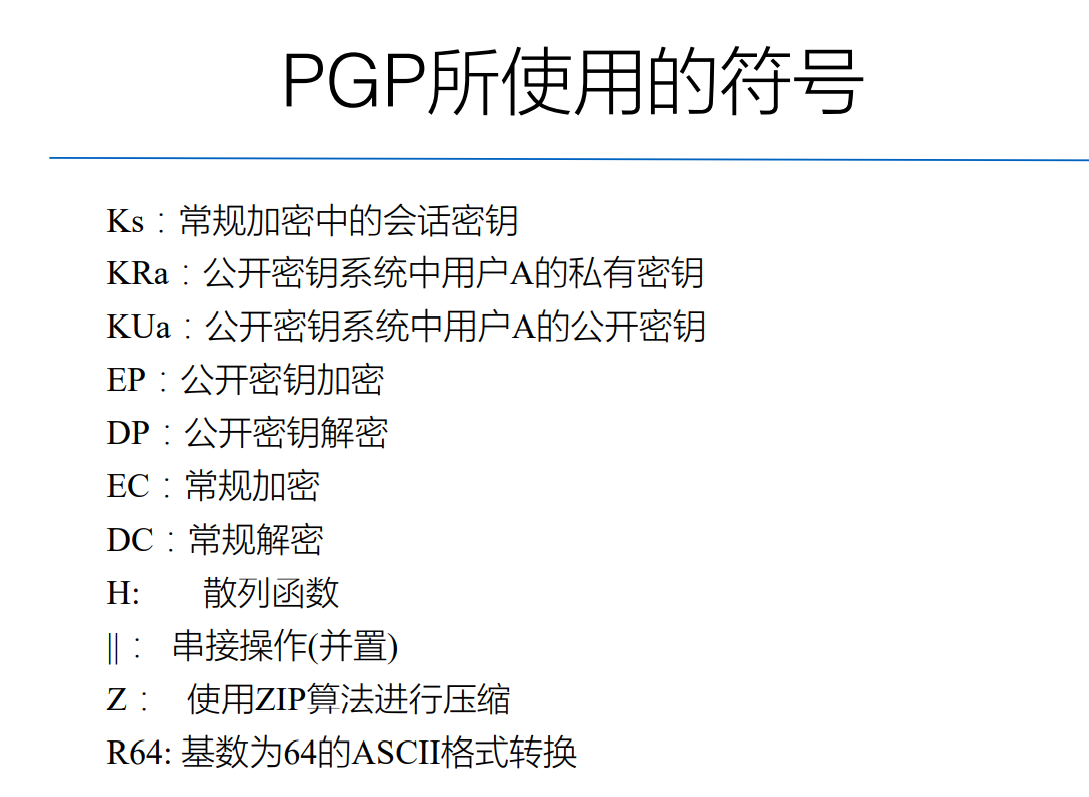 PGP所使用的符号
Ks：常规加密中的会话密钥
KRa：公开密钥系统中用户A的私有密钥
KUa：公开密钥系统中用户A的公开密钥
EP：公开密钥加密
DP：公开密钥解密
EC：常规加密
DC：常规解密
H: 散列函数
||： 串接操作(并置)
Z： 使用ZIP算法进行压缩
R64: 基数为64的ASCII格式转换